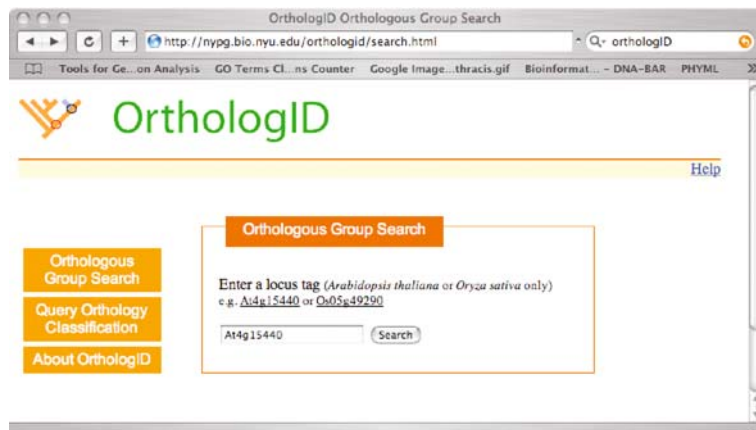 OrthologID Orthologous Group Search
http://nypg.bio.nyu.edu/orthologid/search.html
orthologID
Tools for Ge...on Analysis GO Terms Cl...ns Counter Google Image...thracis.gif Bioinformat... – DNA-BAR PHYML
OrthologID
Help
Orthologous Group Search
Orthologous
Group Search
Query Orthology
Classification
About OrthologID
Enter a locus tag (Arabidopsis thaliana or Oryza sativa only)
e.g. At4g15440 or Os05g49290
At4g15440 Search